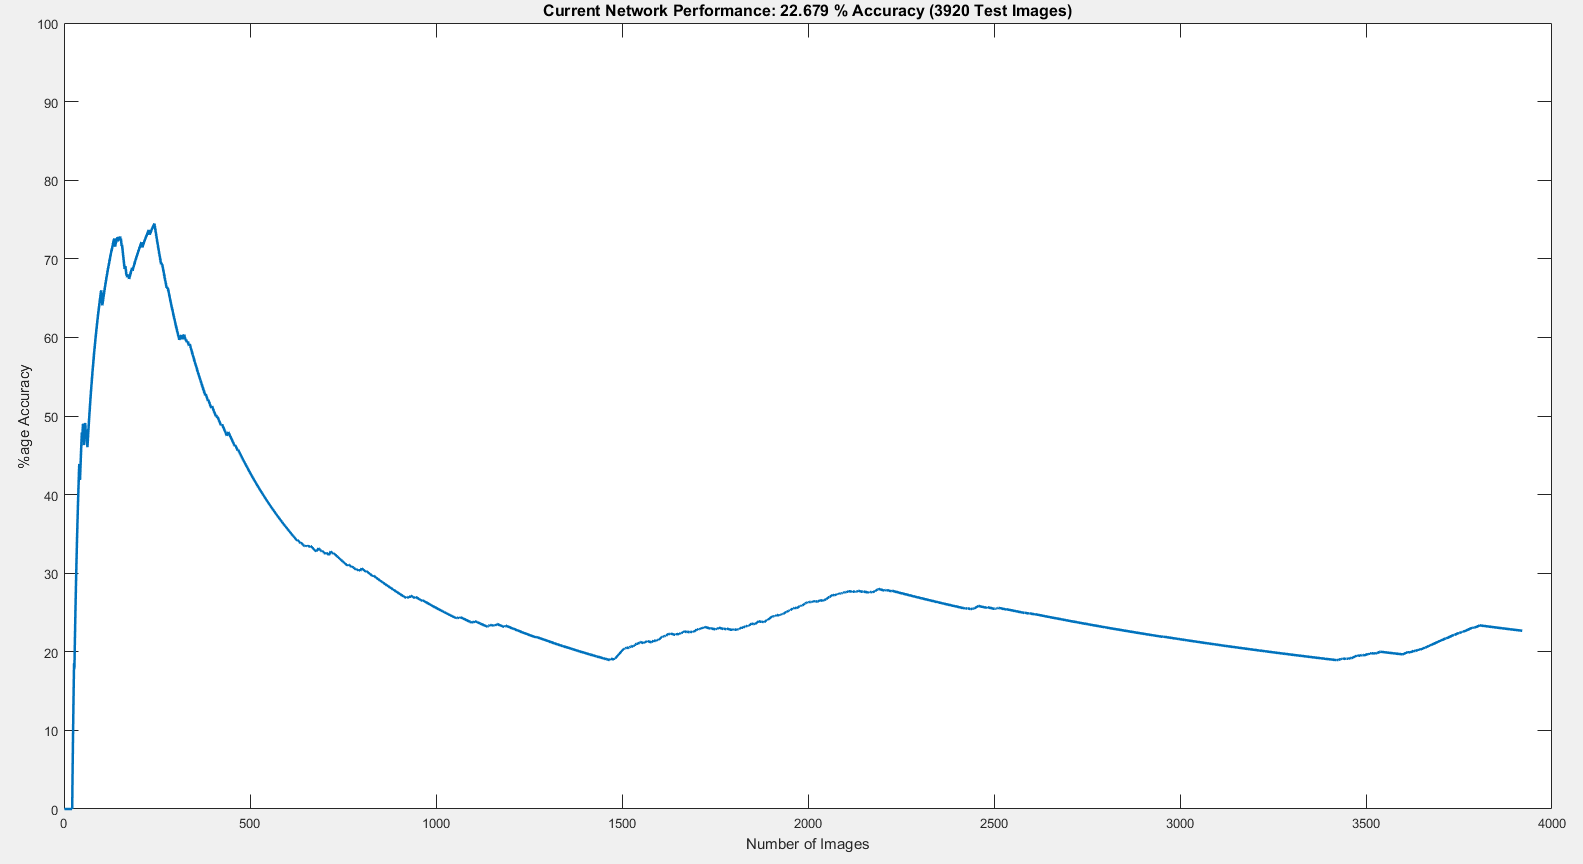 Current Network Performance: 22.679 % Accuracy (3920 Test Images)
100
90
80
70
60
50
40
30
20
10
0
%age Accuracy
0 500 1000 1500 2000 2500 3000 3500 4000
Number of Images